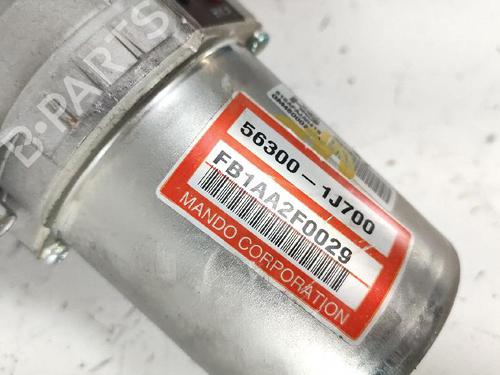 B-PARTS
56300-1J700
FB1AA2F0029
MANDO CORPORATION